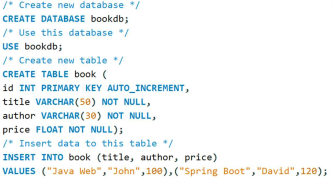 /* Create new database */
CREATE DATABASE bookdb;
/* Use this database */
USE bookdb;
/* Create new table */
CREATE TABLE book (
id INT PRIMARY KEY AUTO_INCREMENT,
title VARCHAR(50) NOT NULL,
author VARCHAR(30) NOT NULL,
price FLOAT NOT NULL);
/* Insert data to this table */
INSERT INTO book (title, author, price)
VALUES ("Java Web","John",100),("Spring Boot","David",120);